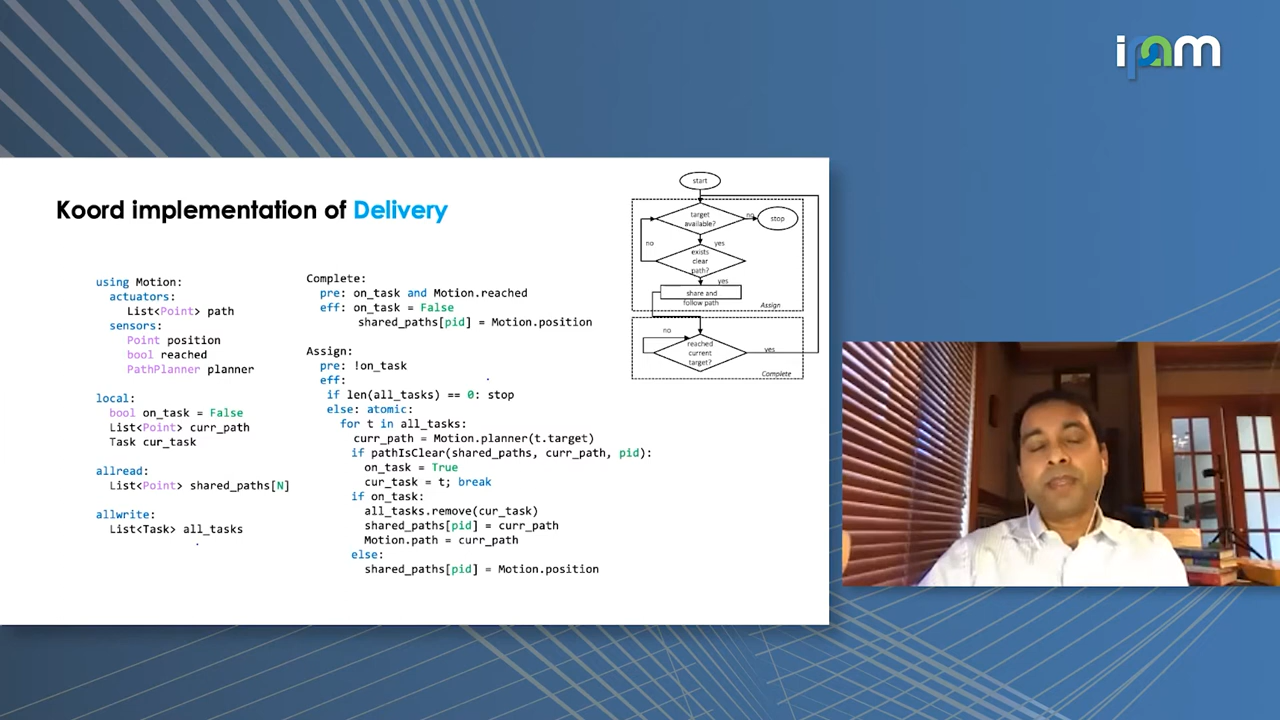 ipam
Koord implementation of Delivery
using Motion:
actuators:
List<Point> path
sensors:
Point position
bool reached
PathPlanner planner
local:
bool on_task = False
List<Point> curr_path
Task cur_task
allread:
List<Point> shared_paths[N]
allwrite:
List<Task> all_tasks
Complete:
pre: on_task and Motion.reached
eff: on_task = False
shared_paths[pid] = Motion.position
Assign:
pre: !on_task
eff:
if len(all_tasks) == 0: stop
else: atomic:
for t in all_tasks:
curr_path = Motion.planner(t.target)
if pathIsClear(shared_paths, curr_path, pid):
on_task = True
cur_task = t; break
if on_task:
all_tasks.remove(cur_task)
shared_paths[pid] = curr_path
Motion.path = curr_path
else:
shared_paths[pid] = Motion.position
start
target
available?
no
stop
no
yes
exists
clear
path?
yes
share and
follow path
Assign
no
reached
current
target?
yes
Complete